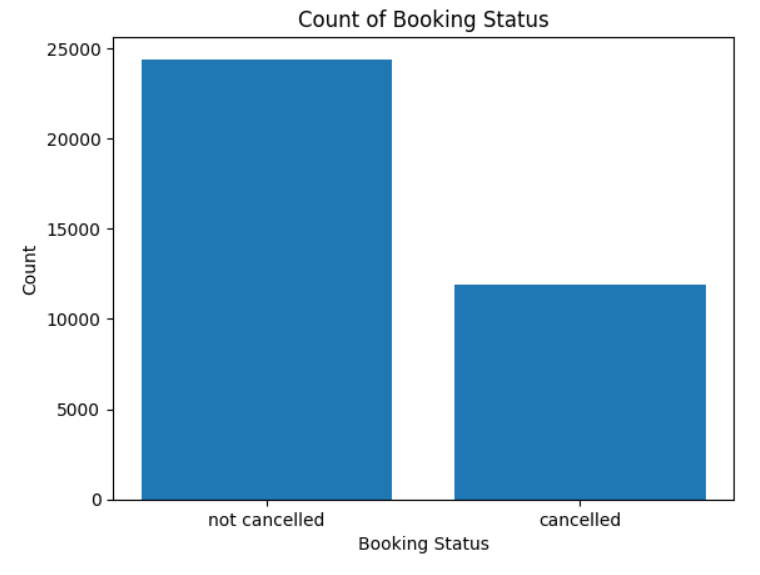 Count of Booking Status
25000
20000
15000
10000
5000
0
Count
not cancelled cancelled
Booking Status